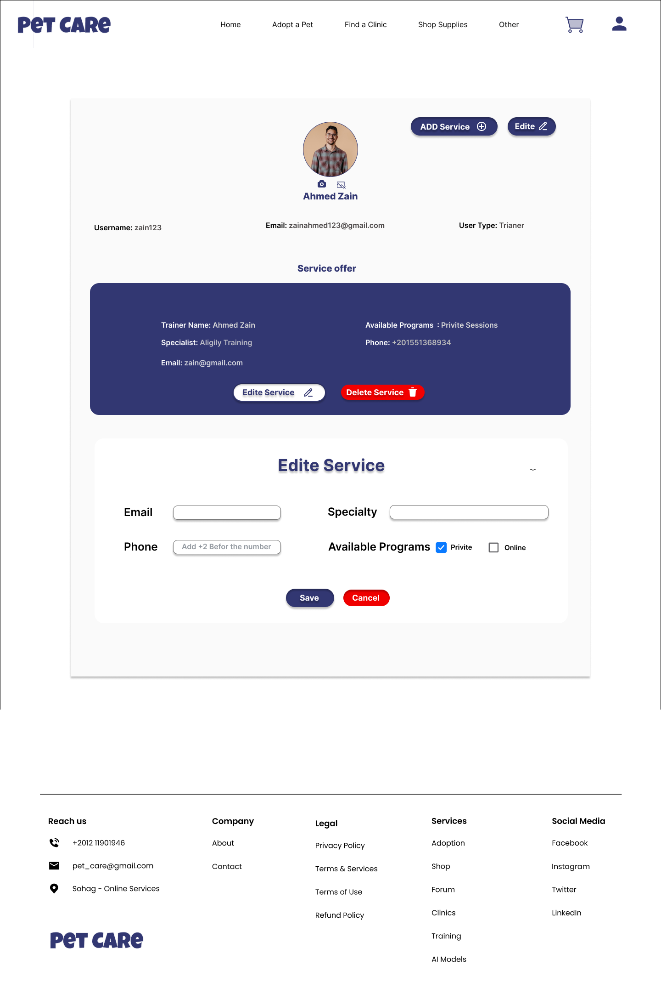 PET CARE
Home
Adopt a Pet
Find a Clinic
Shop Supplies
Other
ADD Service
Edite
Ahmed Zain
Username: zain123
Email: zainahmed123@gmail.com
User Type: Trianer
Service offer
Trainer Name: Ahmed Zain
Available Programs : Privite Sessions
Specialist: Aligily Training
Phone: +201551368934
Email: zain@gmail.com
Edite Service
Delete Service
Edite Service
Email
Specialty
Phone
Add +2 Befor the number
Available Programs
Privite
Online
Save
Cancel
Reach us
+2012 11901946
pet_care@gmail.com
Sohag - Online Services
PET CARE
Company
About
Contact
Legal
Privacy Policy
Terms & Services
Terms of Use
Refund Policy
Services
Adoption
Shop
Forum
Clinics
Training
AI Models
Social Media
Facebook
Instagram
Twitter
LinkedIn